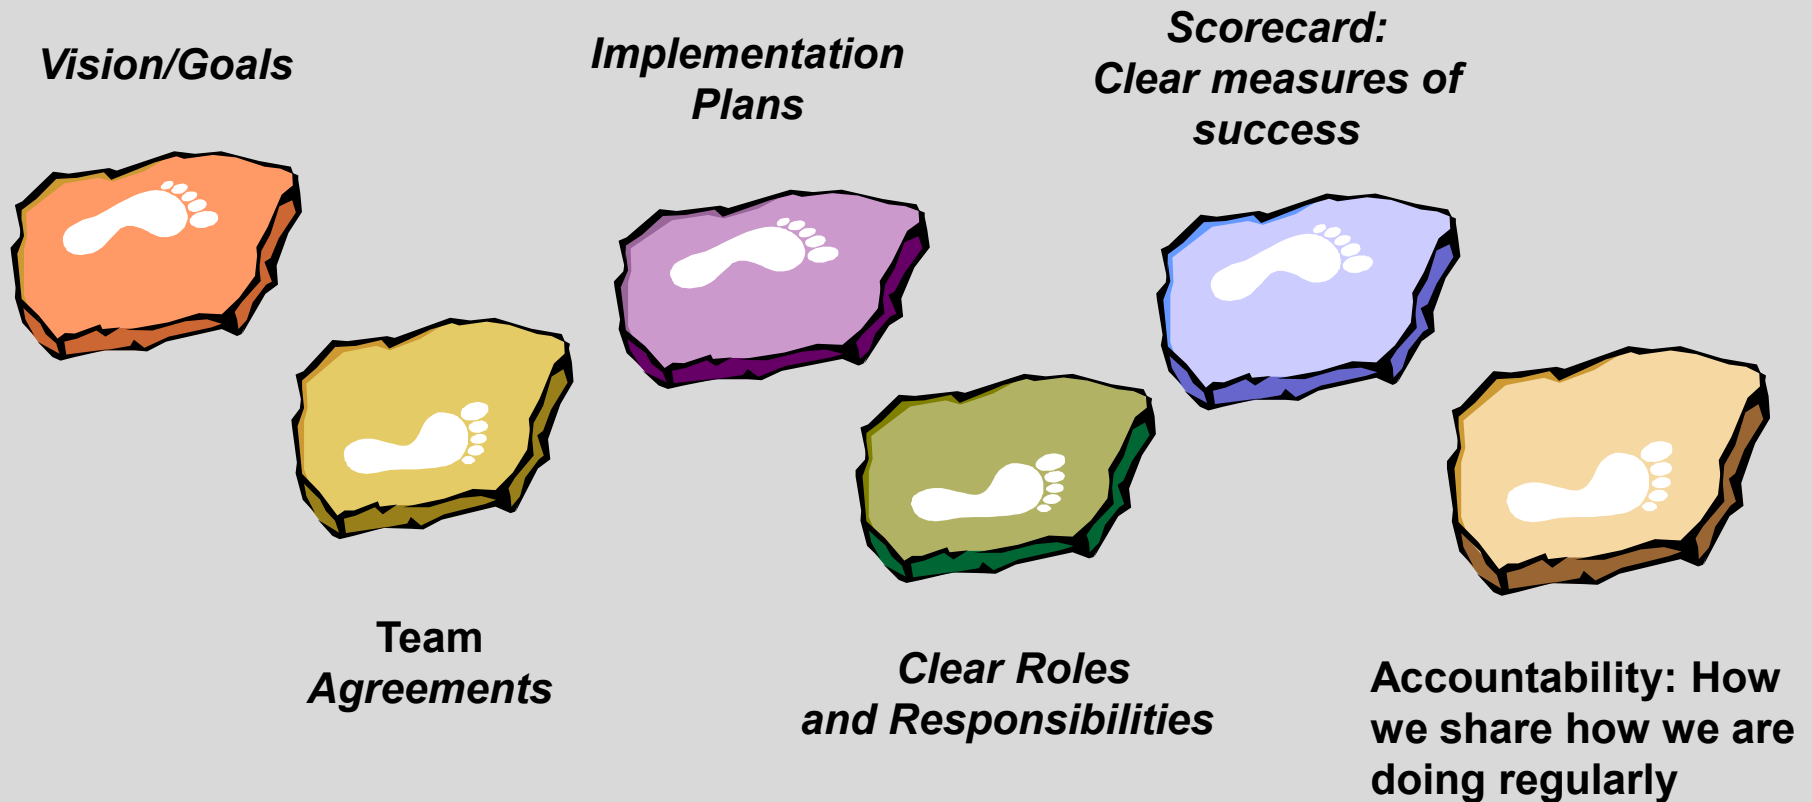 Vision/Goals
Team
Agreements
Implementation
Plans
Clear Roles
and Responsibilities
Scorecard:
Clear measures of
success
Accountability: How
we share how we are
doing regularly